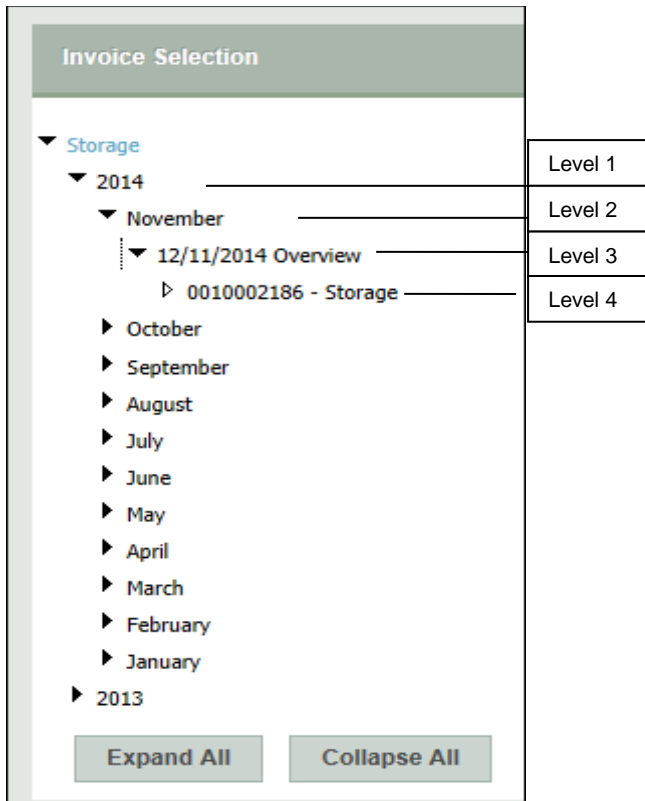 Invoice Selection
Storage
2014
Level 1
November
Level 2
12/11/2014 Overview
Level 3
0010002186 - Storage
Level 4
October
September
August
July
June
May
April
March
February
January
2013
Expand All
Collapse All